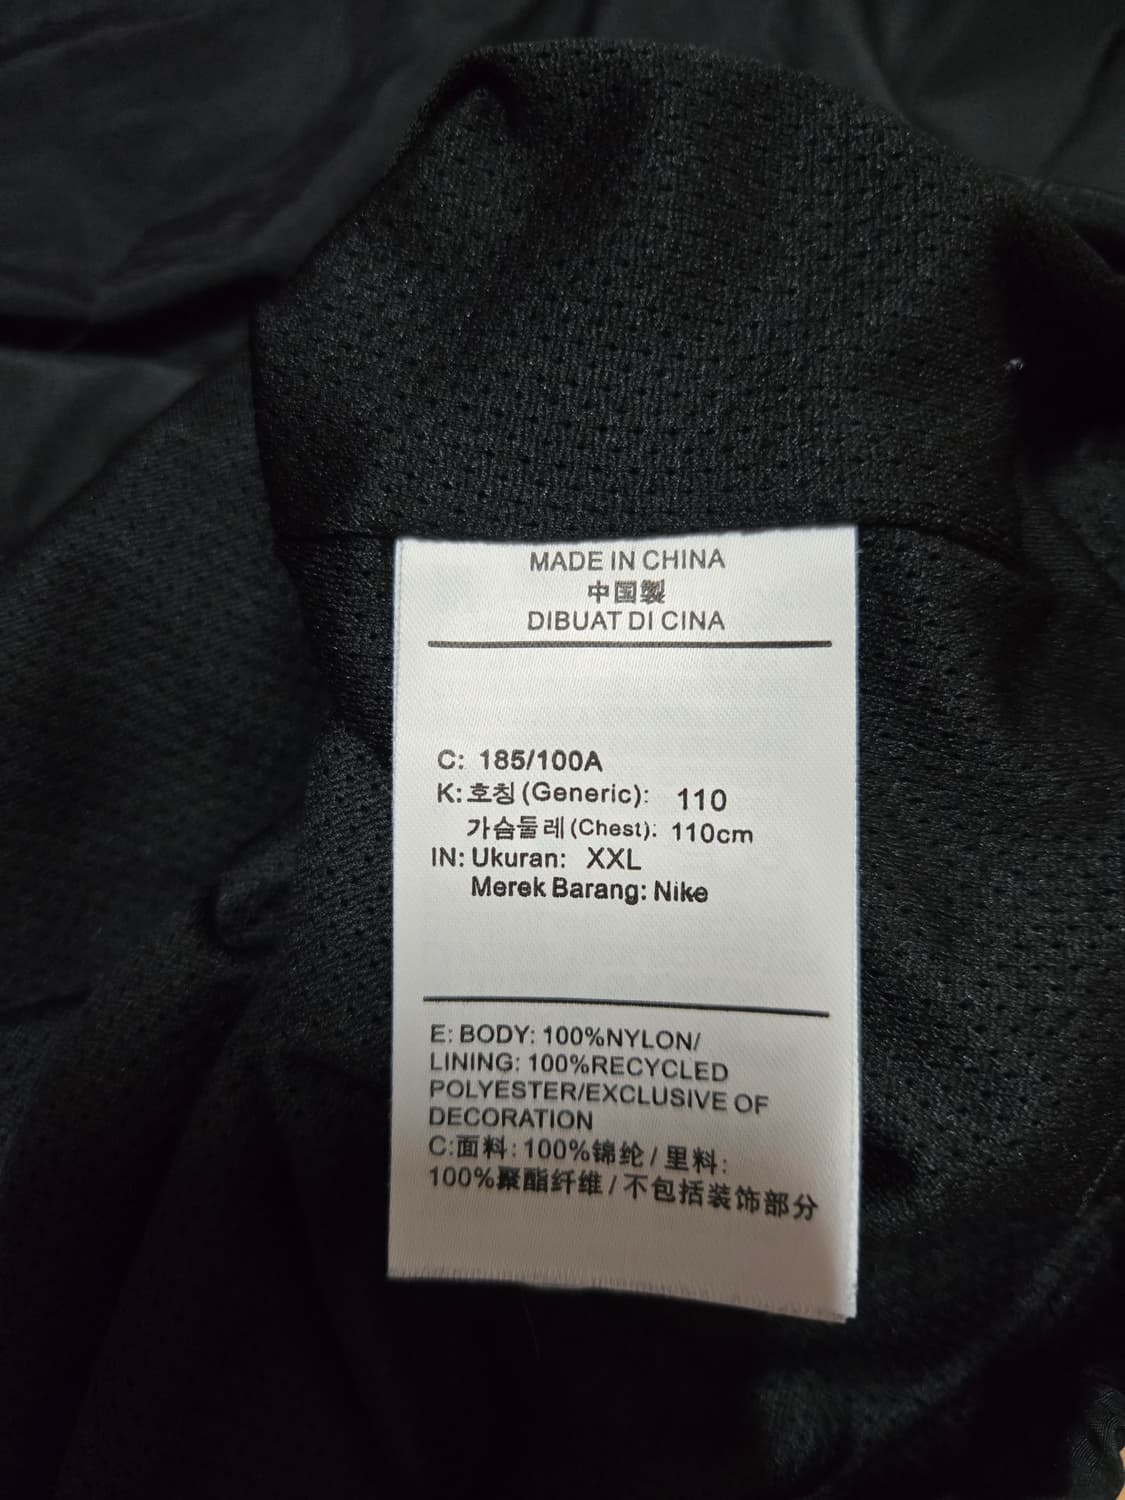 MADE IN CHINA
中国製
DIBUAT DI CINA
C: 185/100A
K:호칭(Generic): 110
가슴둘레(Chest): 110cm
IN: Ukuran: XXL
Merek Barang: Nike
E: BODY: 100%NYLON/
LINING: 100%RECYCLED
POLYESTER/EXCLUSIVE OF
DECORATION
C:面料: 100%锦纶 / 里料:
100%聚酯纤维 / 不包括装饰部分